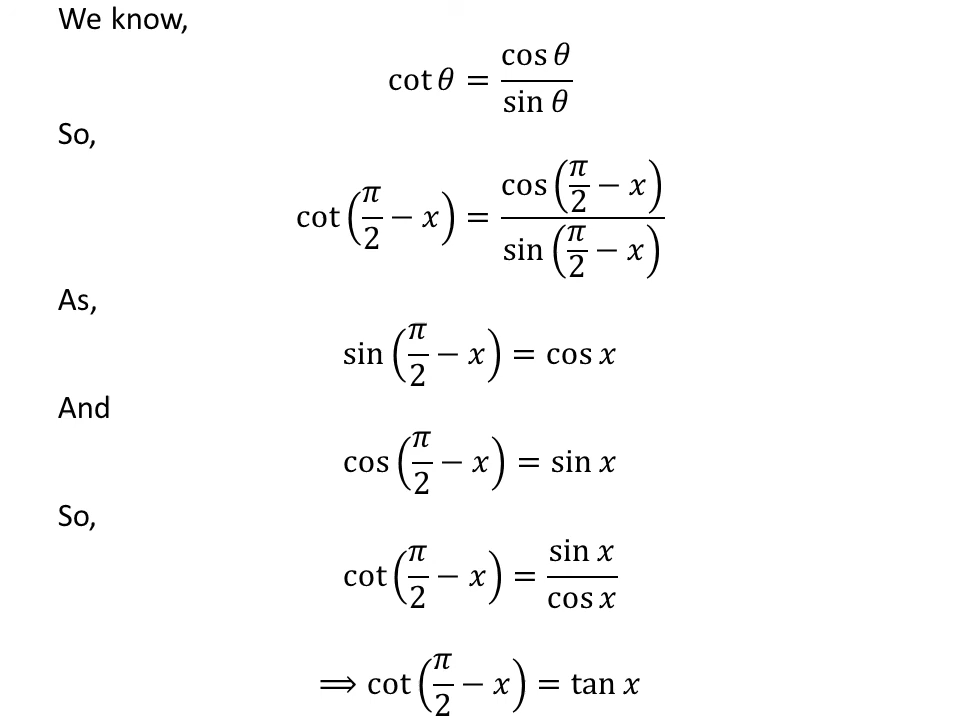 We know,
cot θ = cos θ / sin θ
So,
cot (π/2 − x) = cos (π/2 − x) / sin (π/2 − x)
As,
sin (π/2 − x) = cos x
And
cos (π/2 − x) = sin x
So,
cot (π/2 − x) = sin x / cos x
⟹ cot (π/2 − x) = tan x